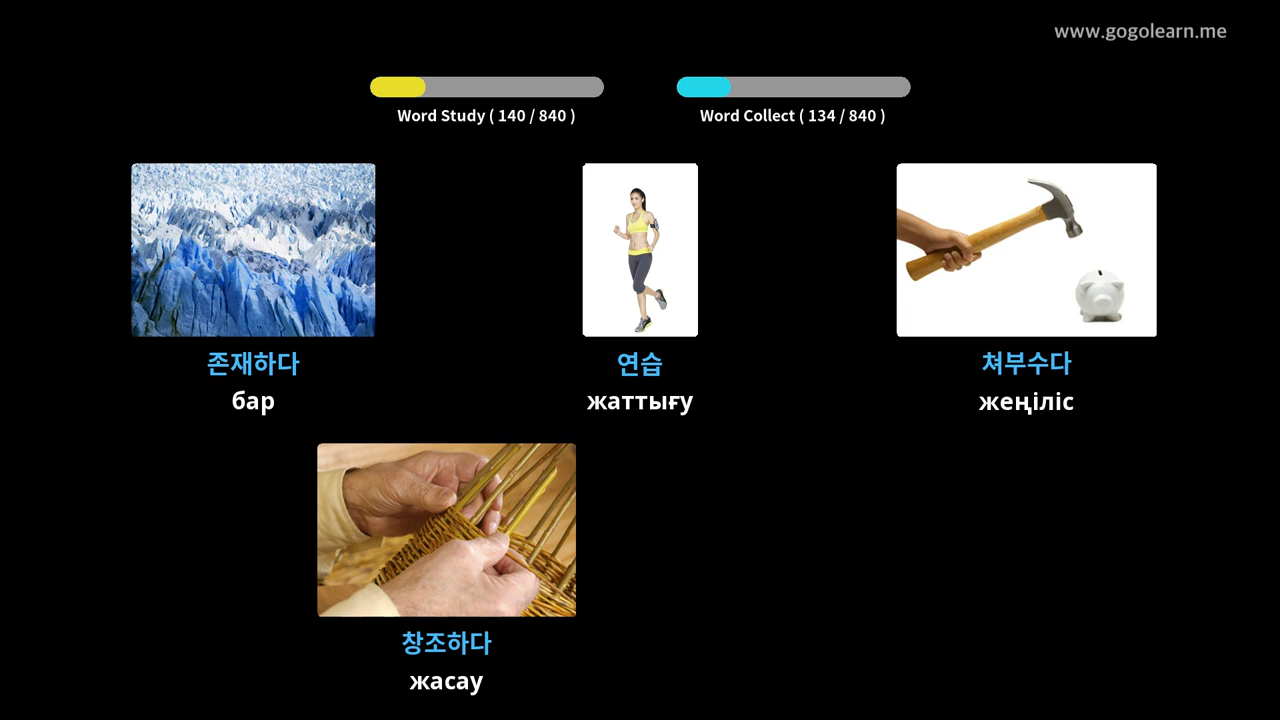 www.gogolearn.me
Word Study ( 140 / 840 )
Word Collect ( 134 / 840 )
존재하다
бар
연습
жаттығу
쳐부수다
жеңіліс
창조하다
жасау